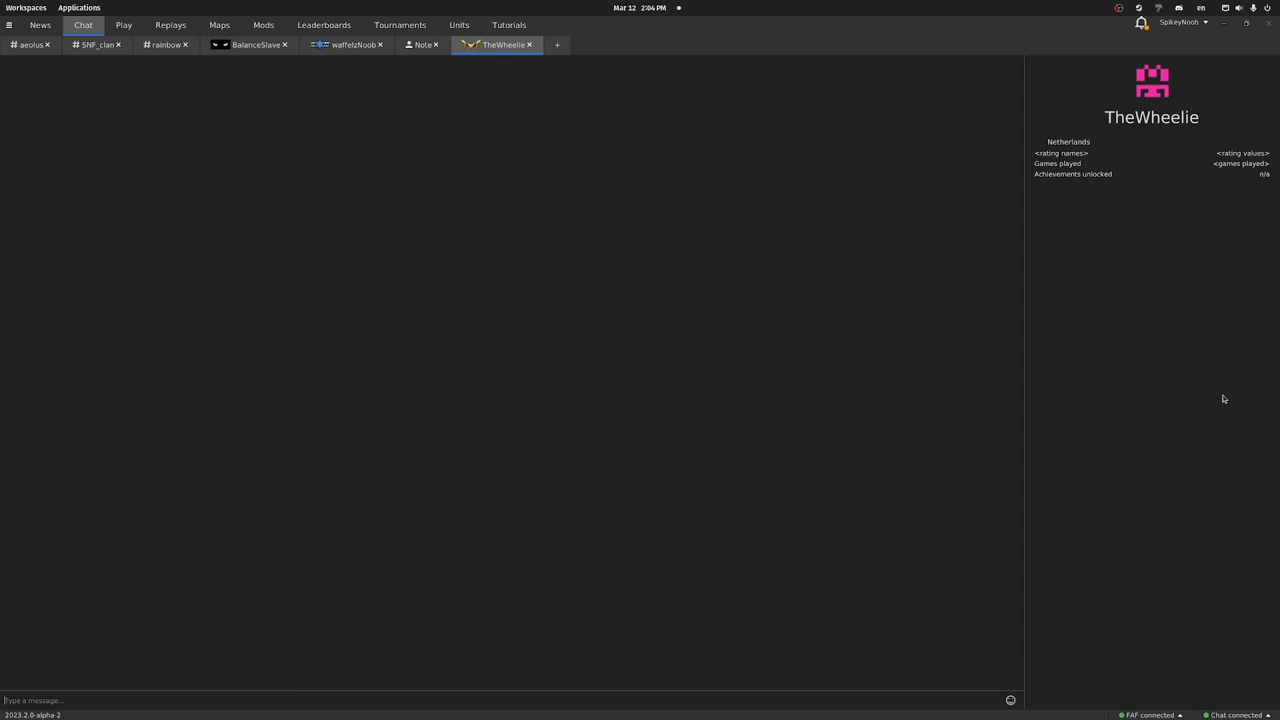 Workspaces Applications Mar 12 2:04 PM en
News Chat Play Replays Maps Mods Leaderboards Tournaments Units Tutorials SpikeyNoob
# aeolus # SNF_clan # rainbow BalanceSlave waffelzNoob Note TheWheelie +
TheWheelie
Netherlands
<rating names> <rating values>
Games played <games played>
Achievements unlocked n/a
Type a message...
2023.2.0-alpha-2 FAF connected Chat connected